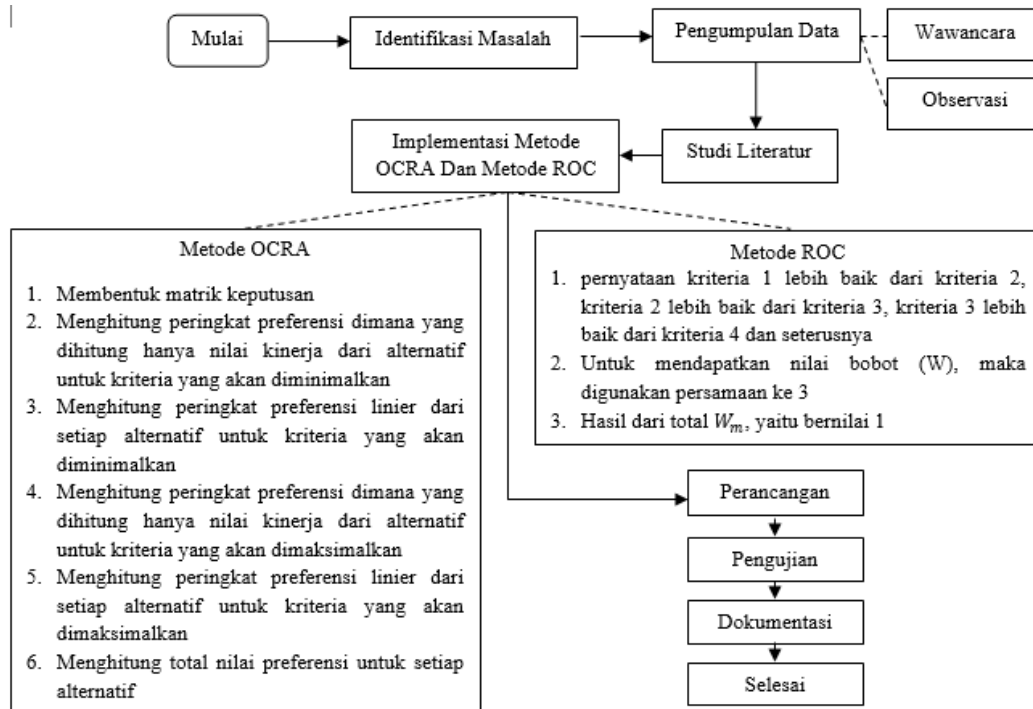 Mulai
Identifikasi Masalah
Pengumpulan Data
Wawancara
Observasi
Studi Literatur
Implementasi Metode
OCRA Dan Metode ROC
Metode OCRA
1. Membentuk matrik keputusan
2. Menghitung peringkat preferensi dimana yang
dihitung hanya nilai kinerja dari alternatif
untuk kriteria yang akan diminimalkan
3. Menghitung peringkat preferensi linier dari
setiap alternatif untuk kriteria yang akan
diminimalkan
4. Menghitung peringkat preferensi dimana yang
dihitung hanya nilai kinerja dari alternatif
untuk kriteria yang akan dimaksimalkan
5. Menghitung peringkat preferensi linier dari
setiap alternatif untuk kriteria yang akan
dimaksimalkan
6. Menghitung total nilai preferensi untuk setiap
alternatif
Metode ROC
1. pernyataan kriteria 1 lebih baik dari kriteria 2,
kriteria 2 lebih baik dari kriteria 3, kriteria 3 lebih
baik dari kriteria 4 dan seterusnya
2. Untuk mendapatkan nilai bobot (W), maka
digunakan persamaan ke 3
3. Hasil dari total W_m, yaitu bernilai 1
Perancangan
Pengujian
Dokumentasi
Selesai